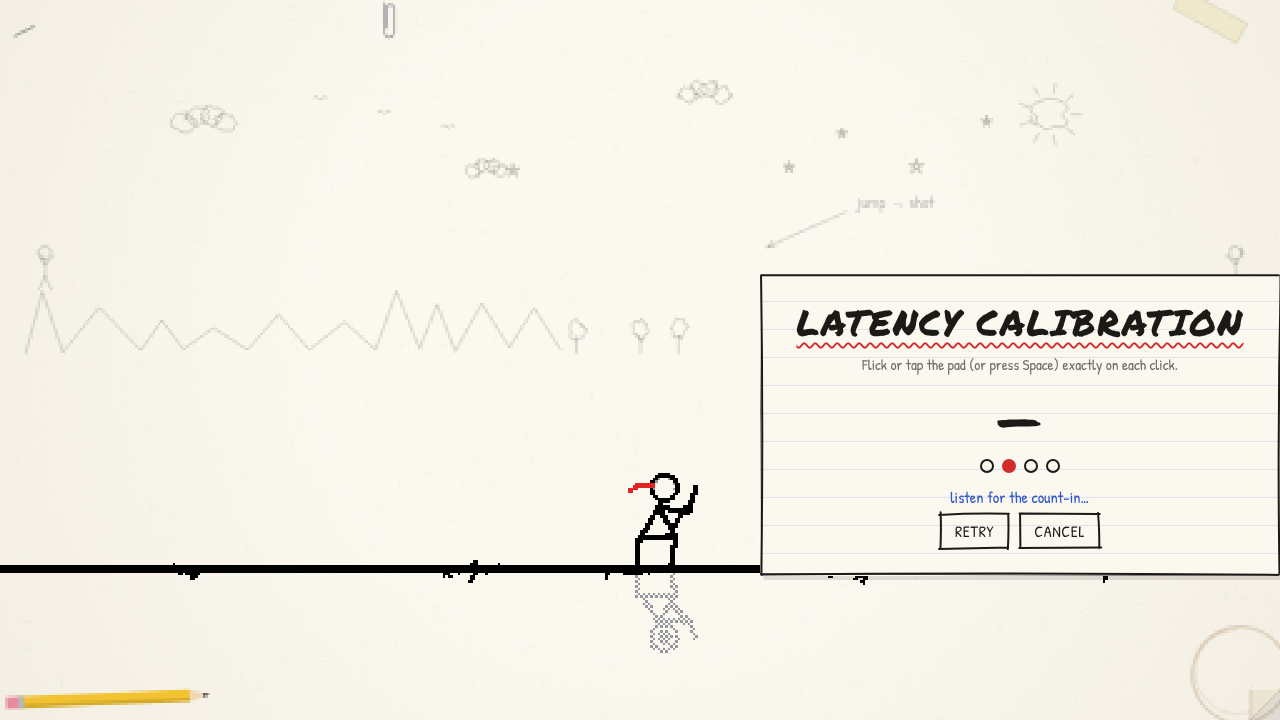 jump → shot
LATENCY CALIBRATION
Flick or tap the pad (or press Space) exactly on each click.
—
listen for the count-in...
RETRY CANCEL